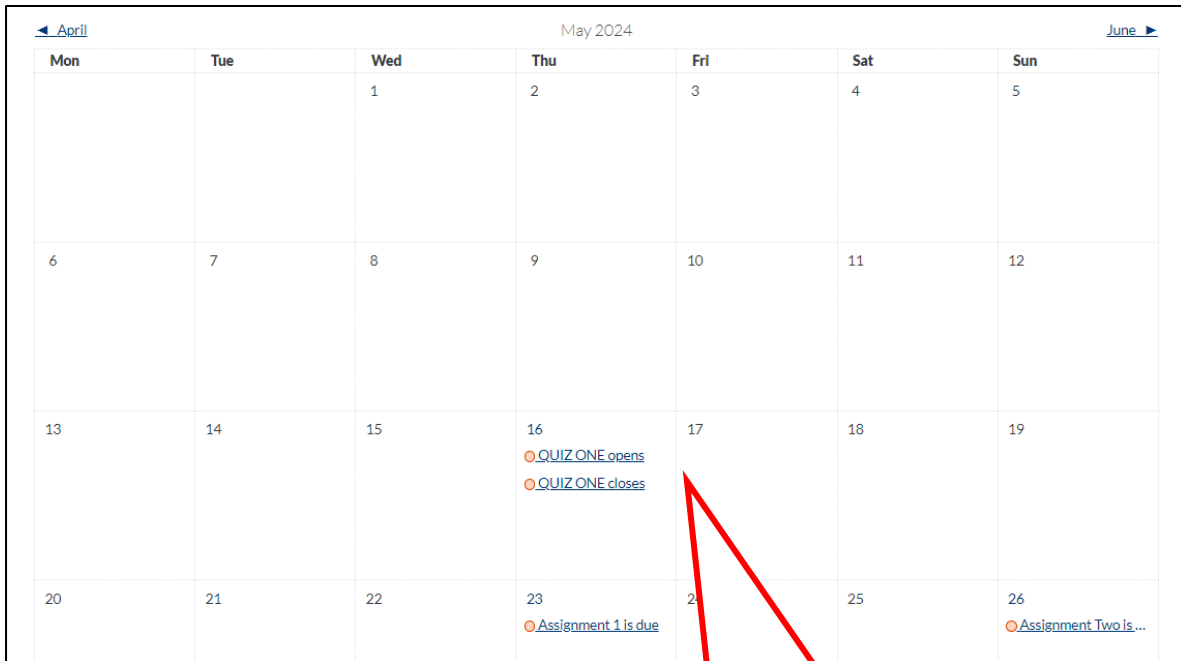 ◄ April May 2024 June ►
Mon Tue Wed Thu Fri Sat Sun
1 2 3 4 5
6 7 8 9 10 11 12
13 14 15 16 17 18 19
QUIZ ONE opens
QUIZ ONE closes
20 21 22 23 24 25 26
Assignment 1 is due Assignment Two is ...